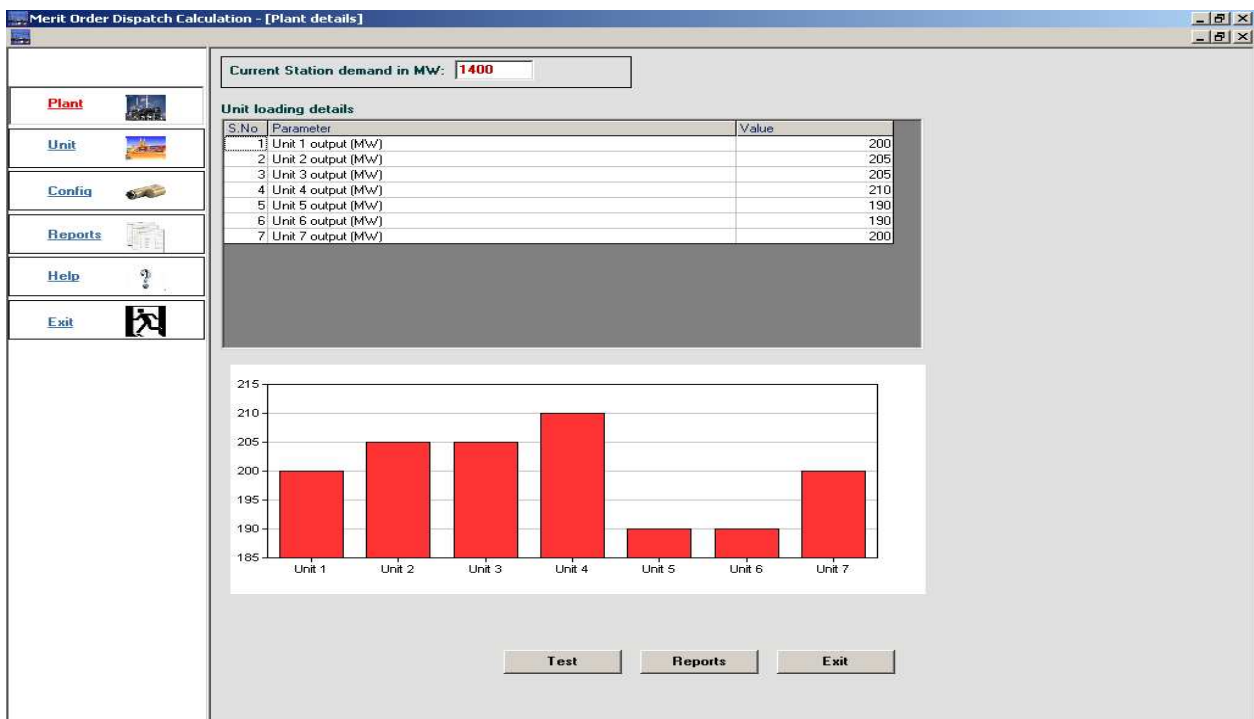 Merit Order Dispatch Calculation - [Plant details]
Current Station demand in MW: 1400
Plant
Unit
Config
Reports
Help
Exit
Unit loading details
S.No Parameter Value
1 Unit 1 output (MW) 200
2 Unit 2 output (MW) 205
3 Unit 3 output (MW) 205
4 Unit 4 output (MW) 210
5 Unit 5 output (MW) 190
6 Unit 6 output (MW) 190
7 Unit 7 output (MW) 200
215
210
205
200
195
190
185
Unit 1 Unit 2 Unit 3 Unit 4 Unit 5 Unit 6 Unit 7
Test Reports Exit